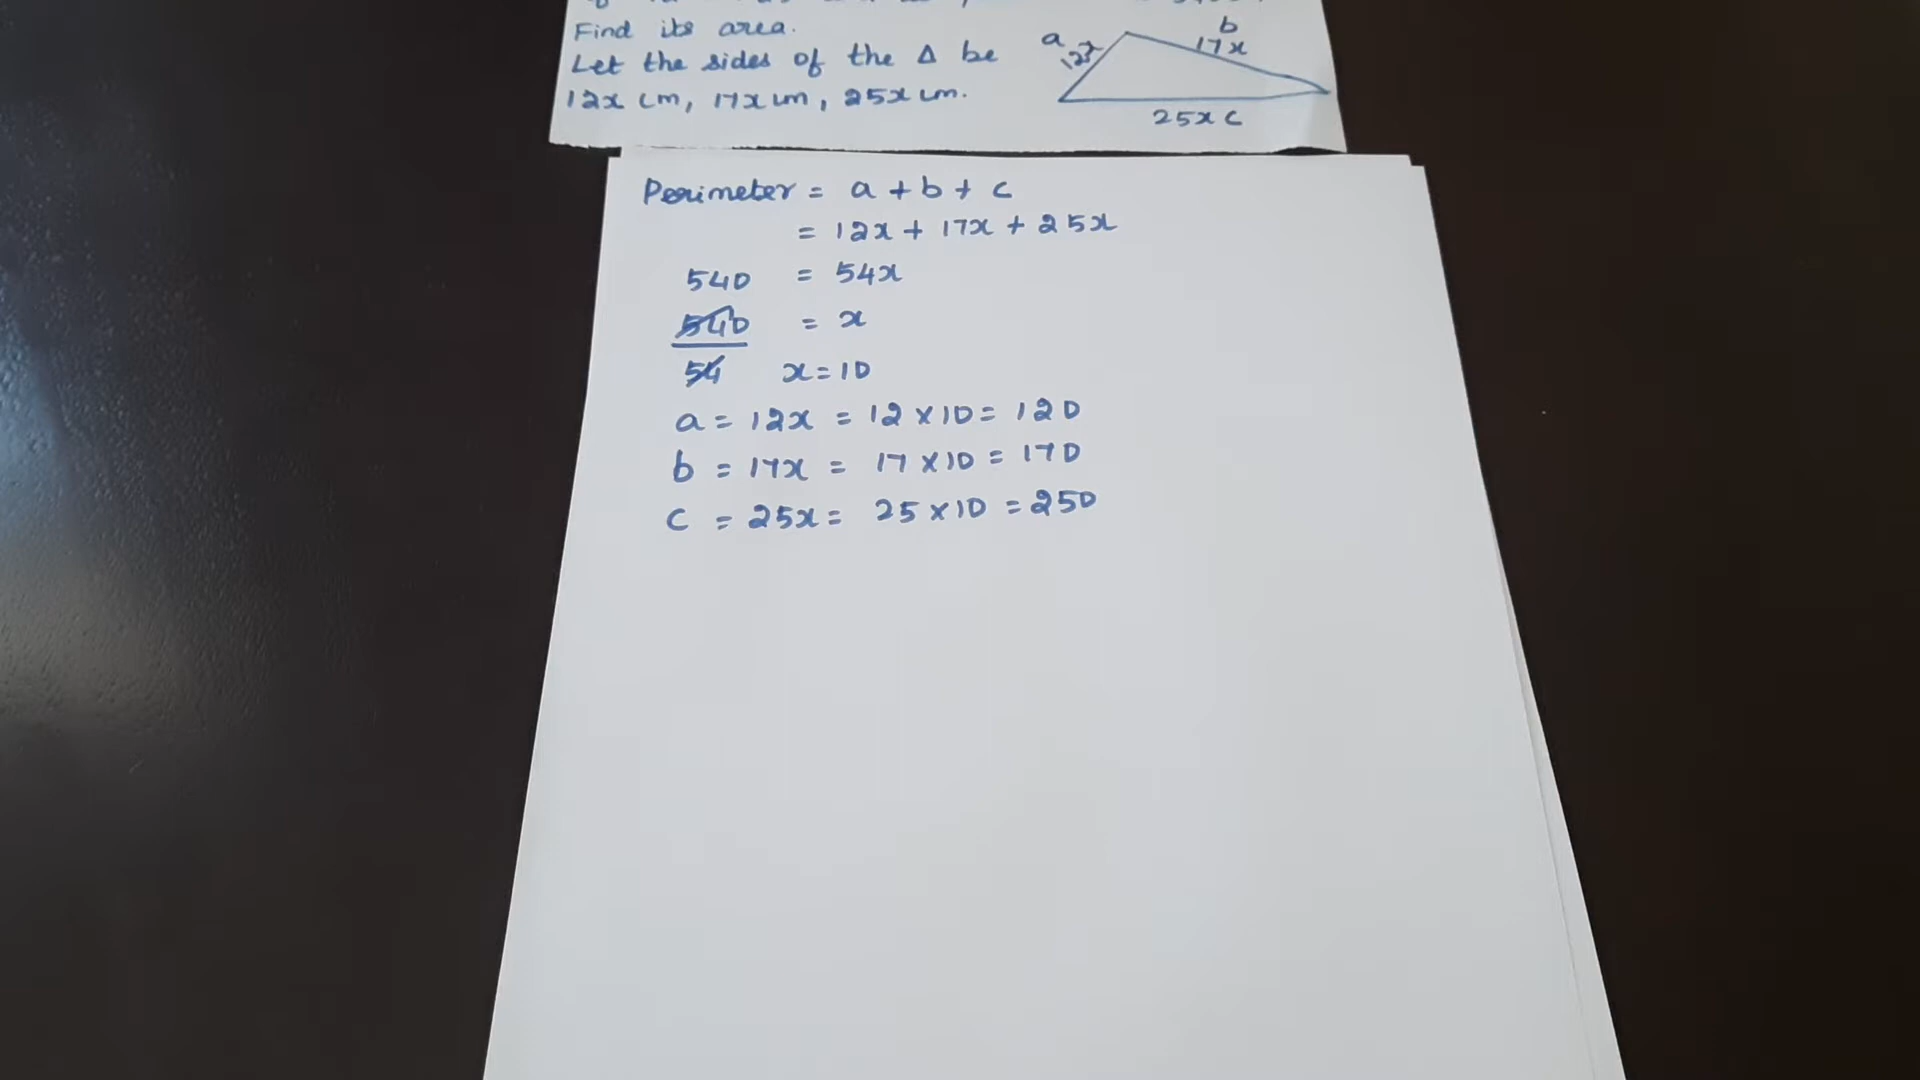 Find its area.
Let the sides of the Δ be
12x cm, 17x cm, 25x cm.
a
12x
b
17x
25x c
Perimeter = a + b + c
= 12x + 17x + 25x
540 = 54x
540 = x
54 x = 10
a = 12x = 12 × 10 = 120
b = 17x = 17 × 10 = 170
c = 25x = 25 × 10 = 250